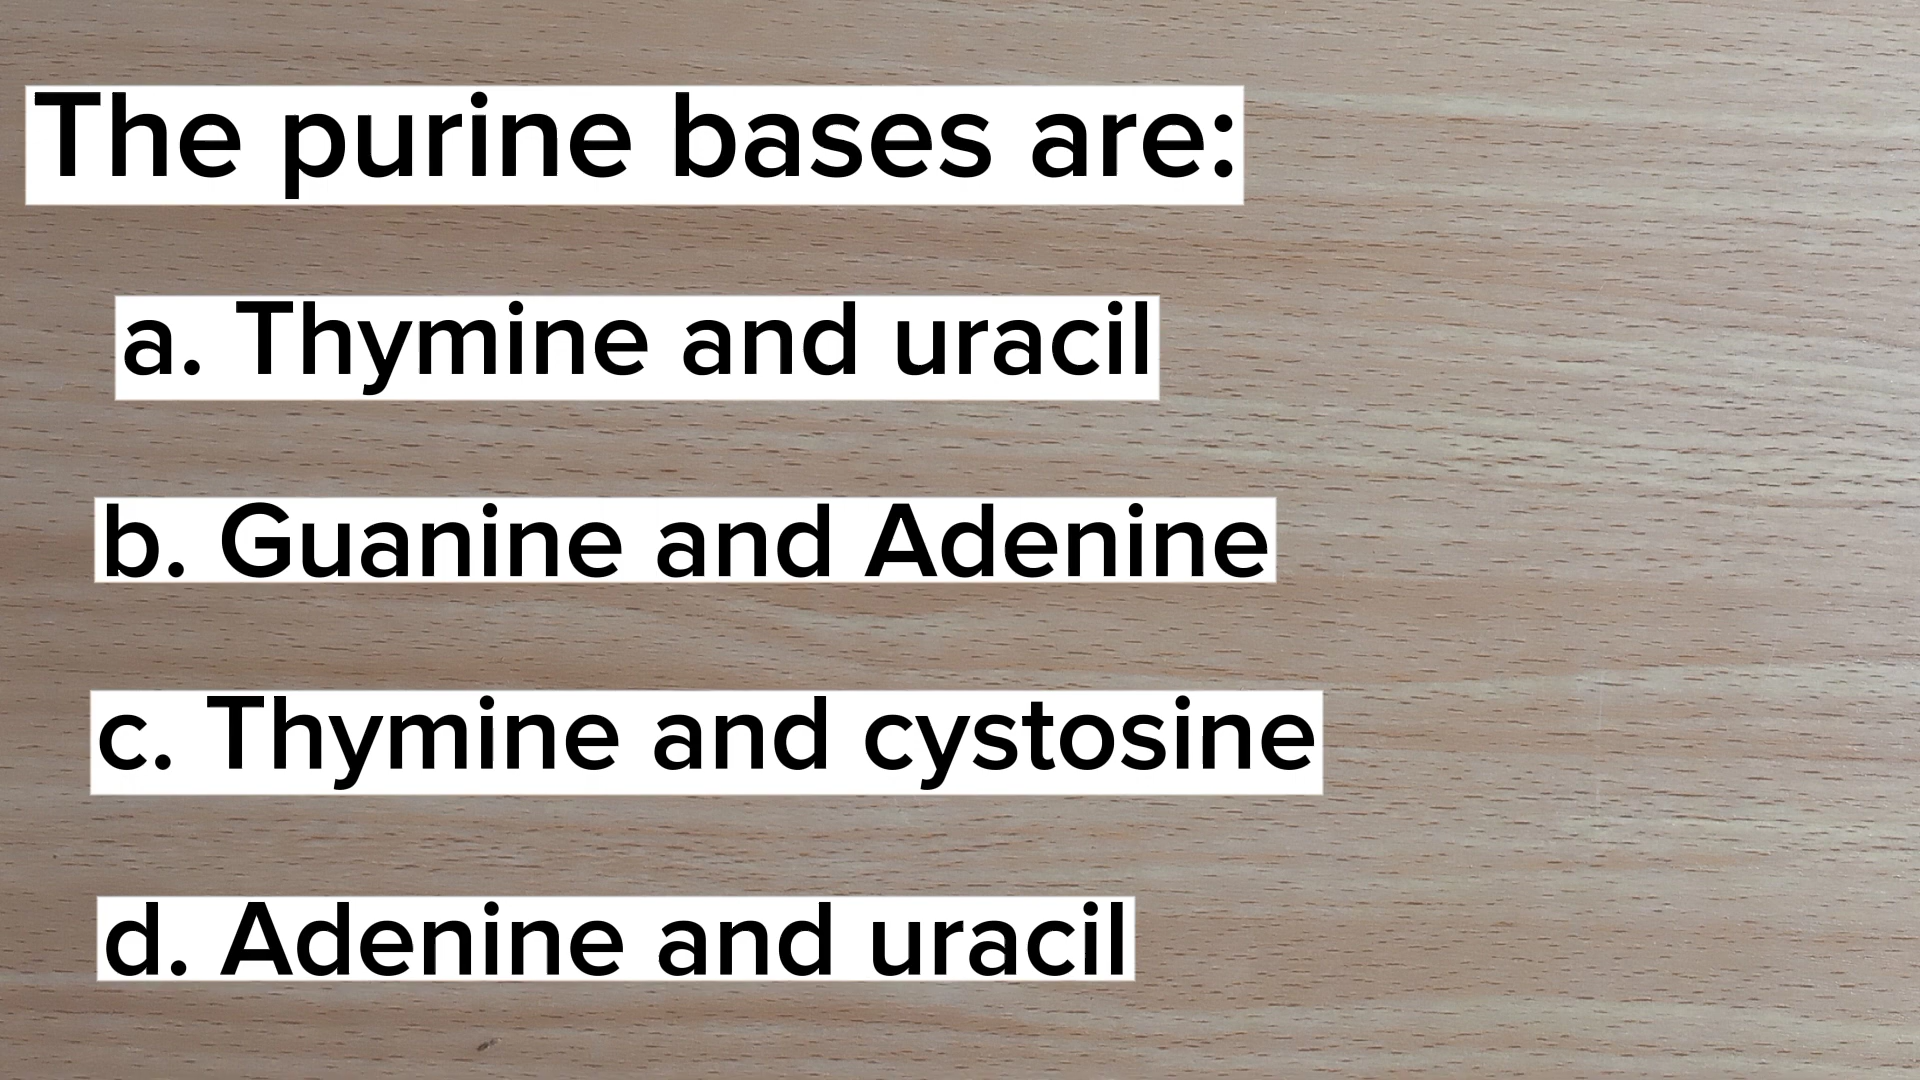 The purine bases are:
a. Thymine and uracil
b. Guanine and Adenine
c. Thymine and cystosine
d. Adenine and uracil